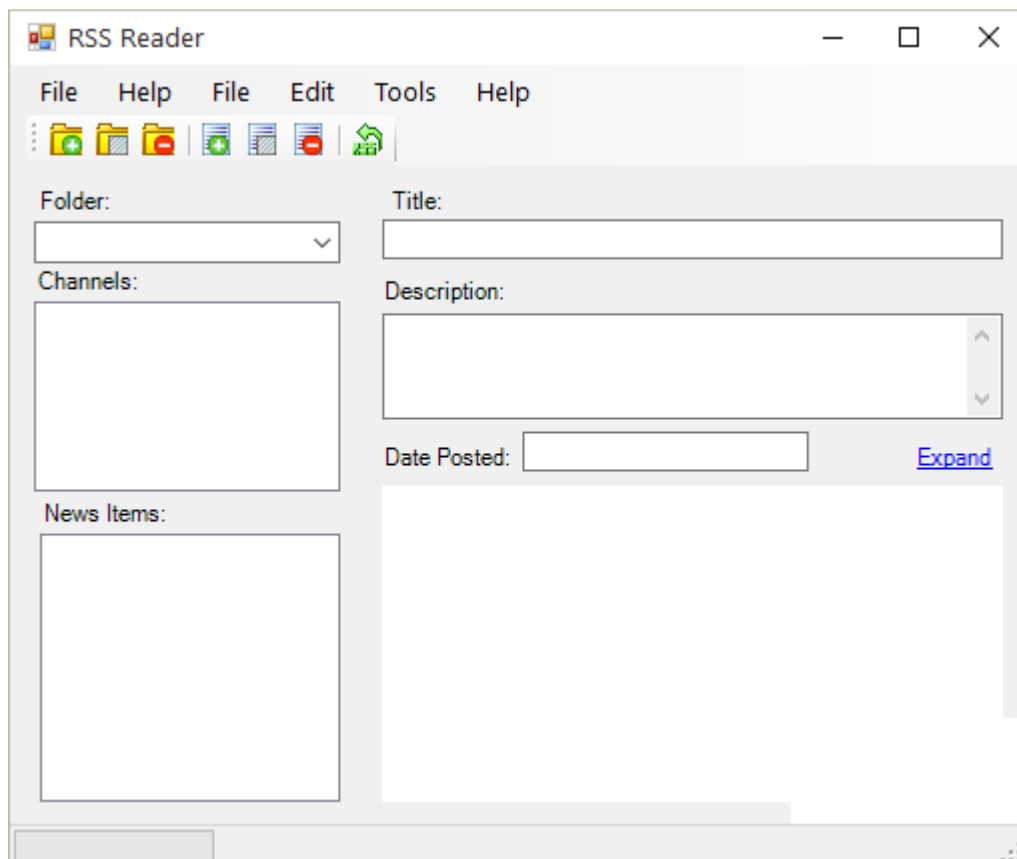 RSS Reader
File Help File Edit Tools Help
Folder:
Title:
Channels:
Description:
Date Posted:
Expand
News Items: